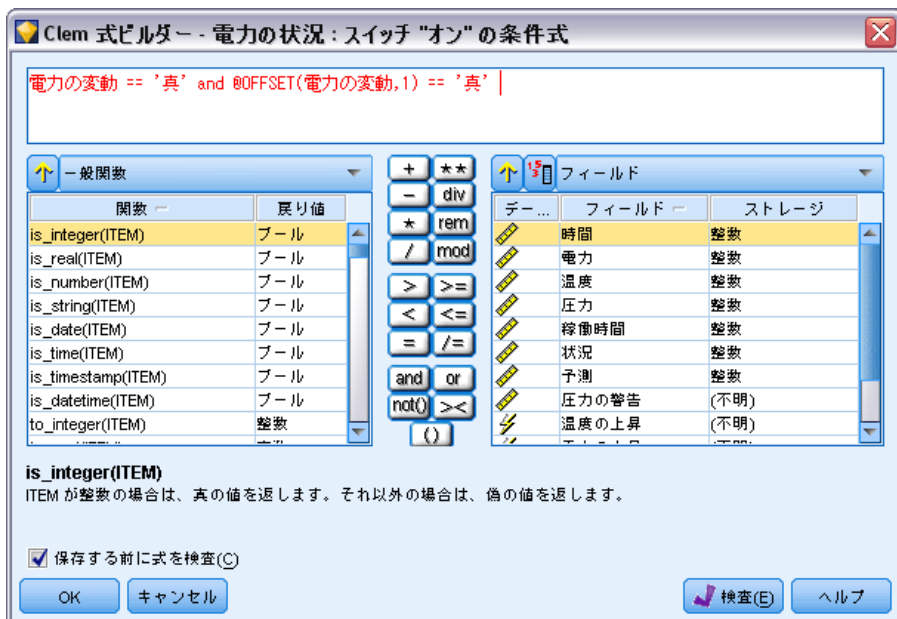 Clem 式ビルダー - 電力の状況：スイッチ "オン" の条件式
電力の変動 == '真' and @OFFSET(電力の変動,1) == '真'
一般関数
関数 戻り値
is_integer(ITEM) ブール
is_real(ITEM) ブール
is_number(ITEM) ブール
is_string(ITEM) ブール
is_date(ITEM) ブール
is_time(ITEM) ブール
is_timestamp(ITEM) ブール
is_datetime(ITEM) ブール
to_integer(ITEM) 整数
+ **
- div
* rem
/ mod
> >=
< <=
= /=
and or
not() ><
()
フィールド
デー... フィールド ストレージ
時間 整数
電力 整数
温度 整数
圧力 整数
稼働時間 整数
状況 整数
予測 整数
圧力の警告 (不明)
温度の上昇 (不明)
is_integer(ITEM)
ITEM が整数の場合は、真の値を返します。それ以外の場合は、偽の値を返します。
保存する前に式を検査(C)
OK キャンセル 検査(E) ヘルプ